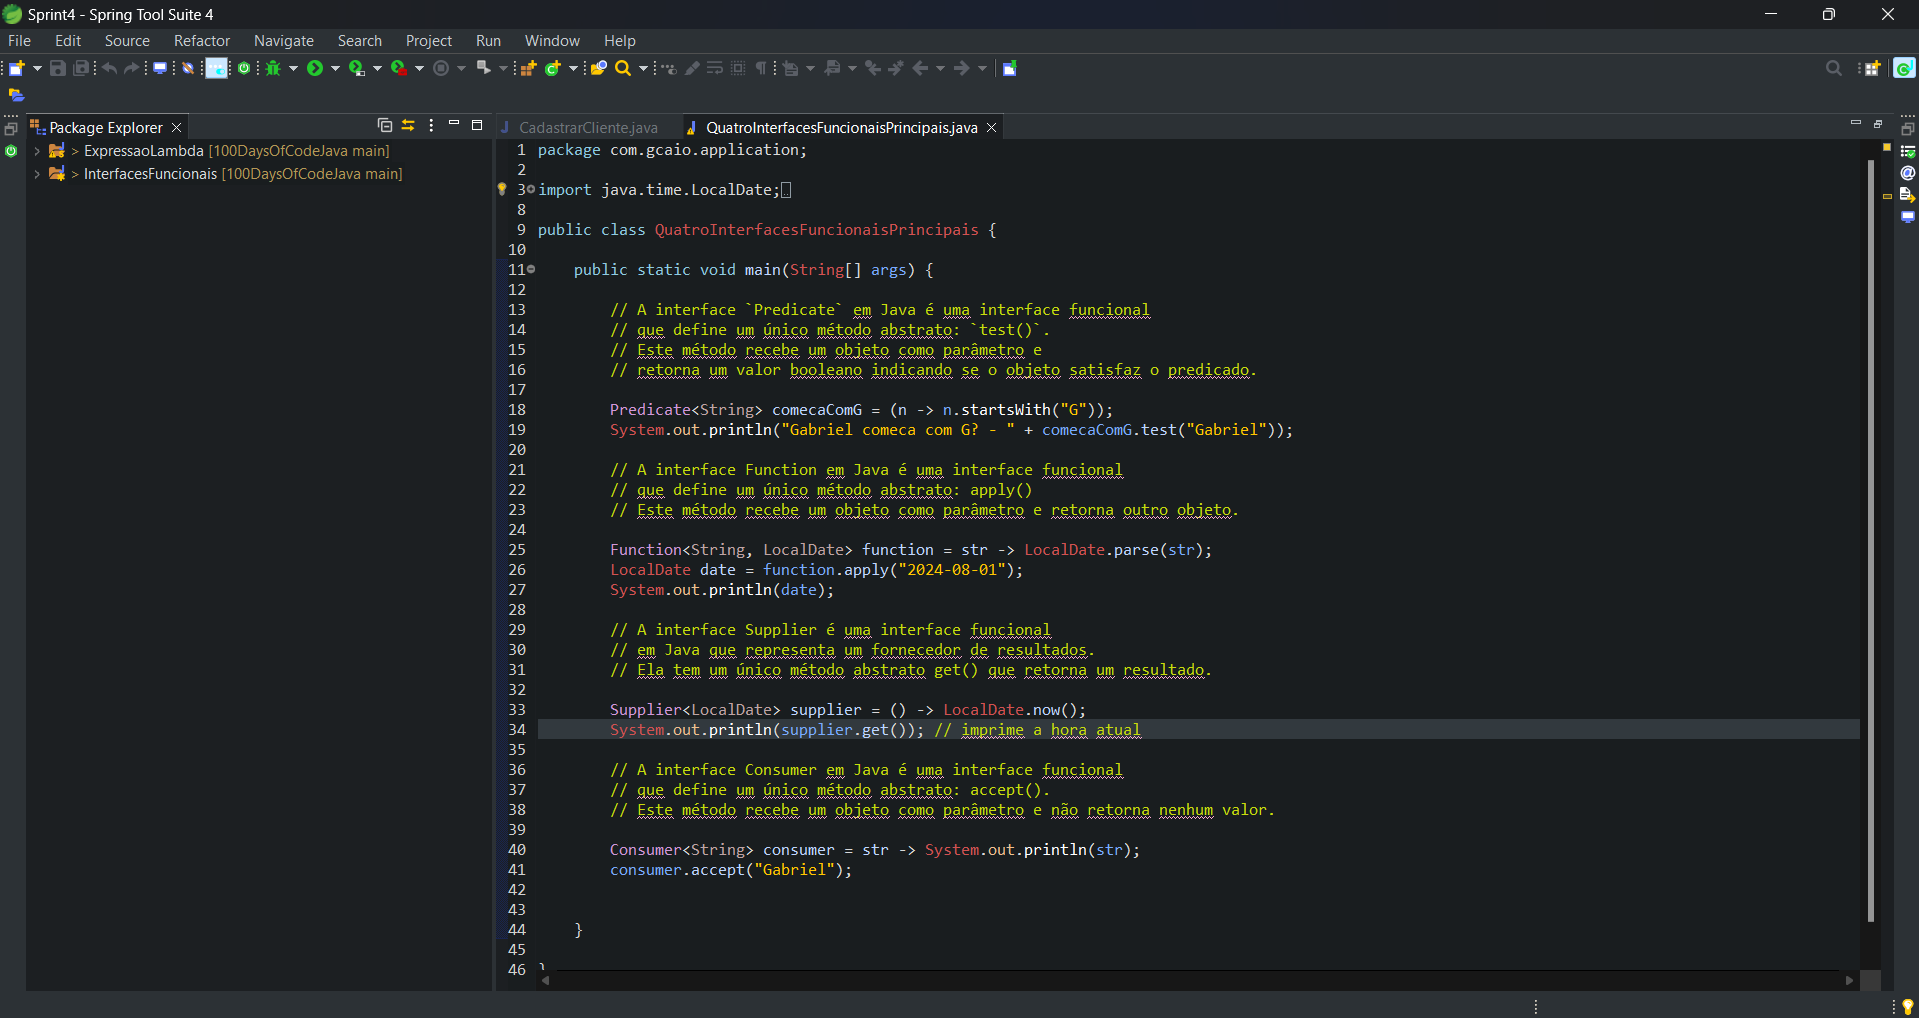 Sprint4 - Spring Tool Suite 4
File Edit Source Refactor Navigate Search Project Run Window Help
Package Explorer
> ExpressaoLambda [100DaysOfCodeJava main]
> InterfacesFuncionais [100DaysOfCodeJava main]
CadastrarCliente.java QuatroInterfacesFuncionaisPrincipais.java
1 package com.gcaio.application;
2
3 import java.time.LocalDate;
8
9 public class QuatroInterfacesFuncionaisPrincipais {
10
11 public static void main(String[] args) {
12
13 // A interface `Predicate` em Java é uma interface funcional
14 // que define um único método abstrato: `test()`.
15 // Este método recebe um objeto como parâmetro e
16 // retorna um valor booleano indicando se o objeto satisfaz o predicado.
17
18 Predicate<String> comecaComG = (n -> n.startsWith("G"));
19 System.out.println("Gabriel comeca com G? - " + comecaComG.test("Gabriel"));
20
21 // A interface Function em Java é uma interface funcional
22 // que define um único método abstrato: apply()
23 // Este método recebe um objeto como parâmetro e retorna outro objeto.
24
25 Function<String, LocalDate> function = str -> LocalDate.parse(str);
26 LocalDate date = function.apply("2024-08-01");
27 System.out.println(date);
28
29 // A interface Supplier é uma interface funcional
30 // em Java que representa um fornecedor de resultados.
31 // Ela tem um único método abstrato get() que retorna um resultado.
32
33 Supplier<LocalDate> supplier = () -> LocalDate.now();
34 System.out.println(supplier.get()); // imprime a hora atual
35
36 // A interface Consumer em Java é uma interface funcional
37 // que define um único método abstrato: accept().
38 // Este método recebe um objeto como parâmetro e não retorna nenhum valor.
39
40 Consumer<String> consumer = str -> System.out.println(str);
41 consumer.accept("Gabriel");
42
43
44 }
45
46 }